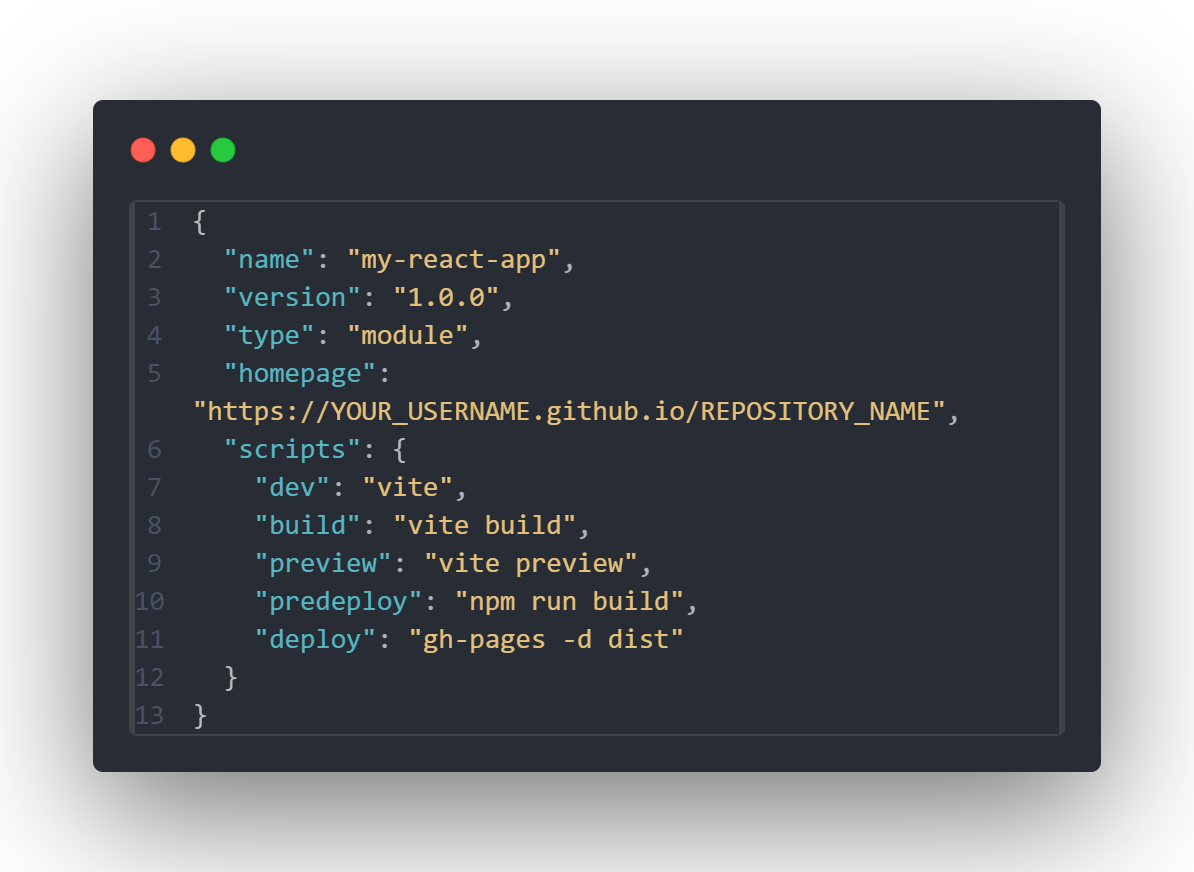 1 {
2   "name": "my-react-app",
3   "version": "1.0.0",
4   "type": "module",
5   "homepage":
"https://YOUR_USERNAME.github.io/REPOSITORY_NAME",
6   "scripts": {
7     "dev": "vite",
8     "build": "vite build",
9     "preview": "vite preview",
10     "predeploy": "npm run build",
11     "deploy": "gh-pages -d dist"
12   }
13 }